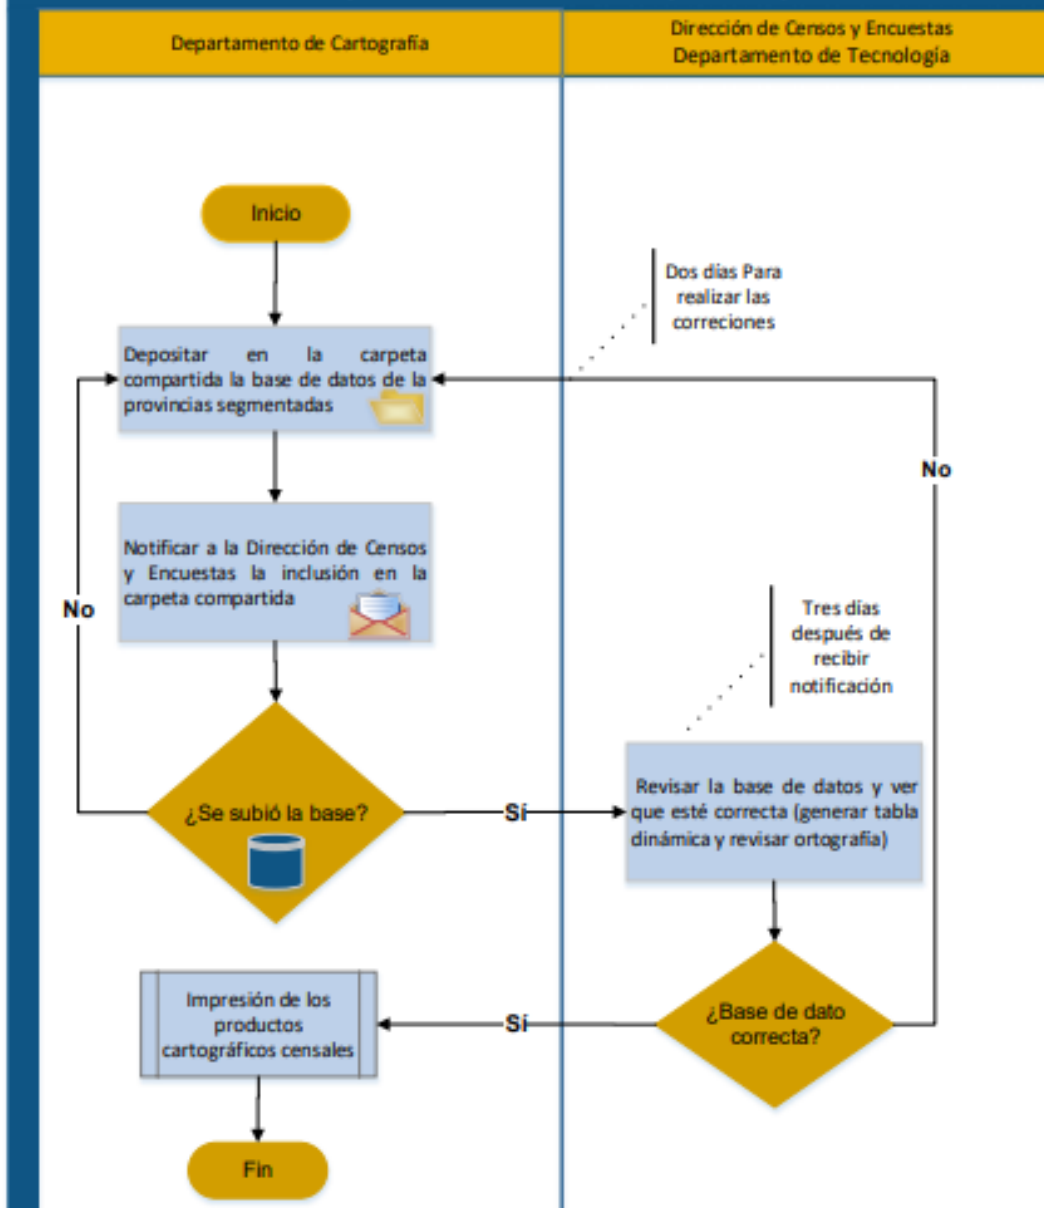 Departamento de Cartografía
Dirección de Censos y Encuestas
Departamento de Tecnología
Inicio
Dos días Para
realizar las
correciones
Depositar en la carpeta
compartida la base de datos de la
provincias segmentadas
No
Notificar a la Dirección de Censos
y Encuestas la inclusión en la
carpeta compartida
No
Tres días
después de
recibir
notificación
¿Se subió la base?
Sí
Revisar la base de datos y ver
que esté correcta (generar tabla
dinámica y revisar ortografía)
¿Base de dato
correcta?
Sí
Impresión de los
productos
cartográficos censales
Fin